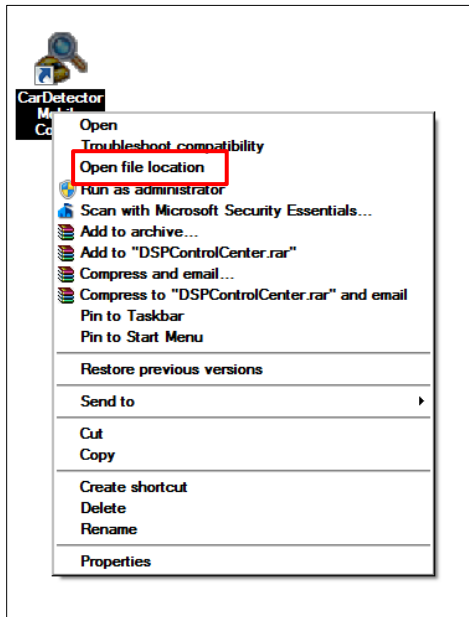 CarDetector
Open
Troubleshoot compatibility
Open file location
Run as administrator
Scan with Microsoft Security Essentials...
Add to archive...
Add to "DSPControlCenter.rar"
Compress and email...
Compress to "DSPControlCenter.rar" and email
Pin to Taskbar
Pin to Start Menu
Restore previous versions
Send to
Cut
Copy
Create shortcut
Delete
Rename
Properties